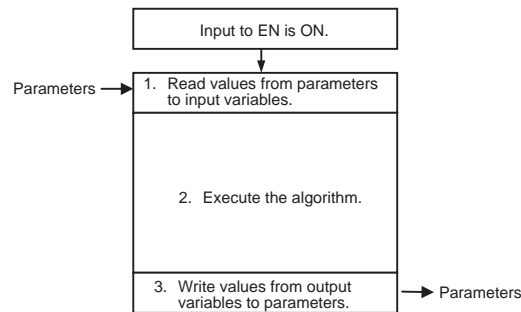 Input to EN is ON.
Parameters
1. Read values from parameters
to input variables.
2. Execute the algorithm.
3. Write values from output
variables to parameters.
Parameters